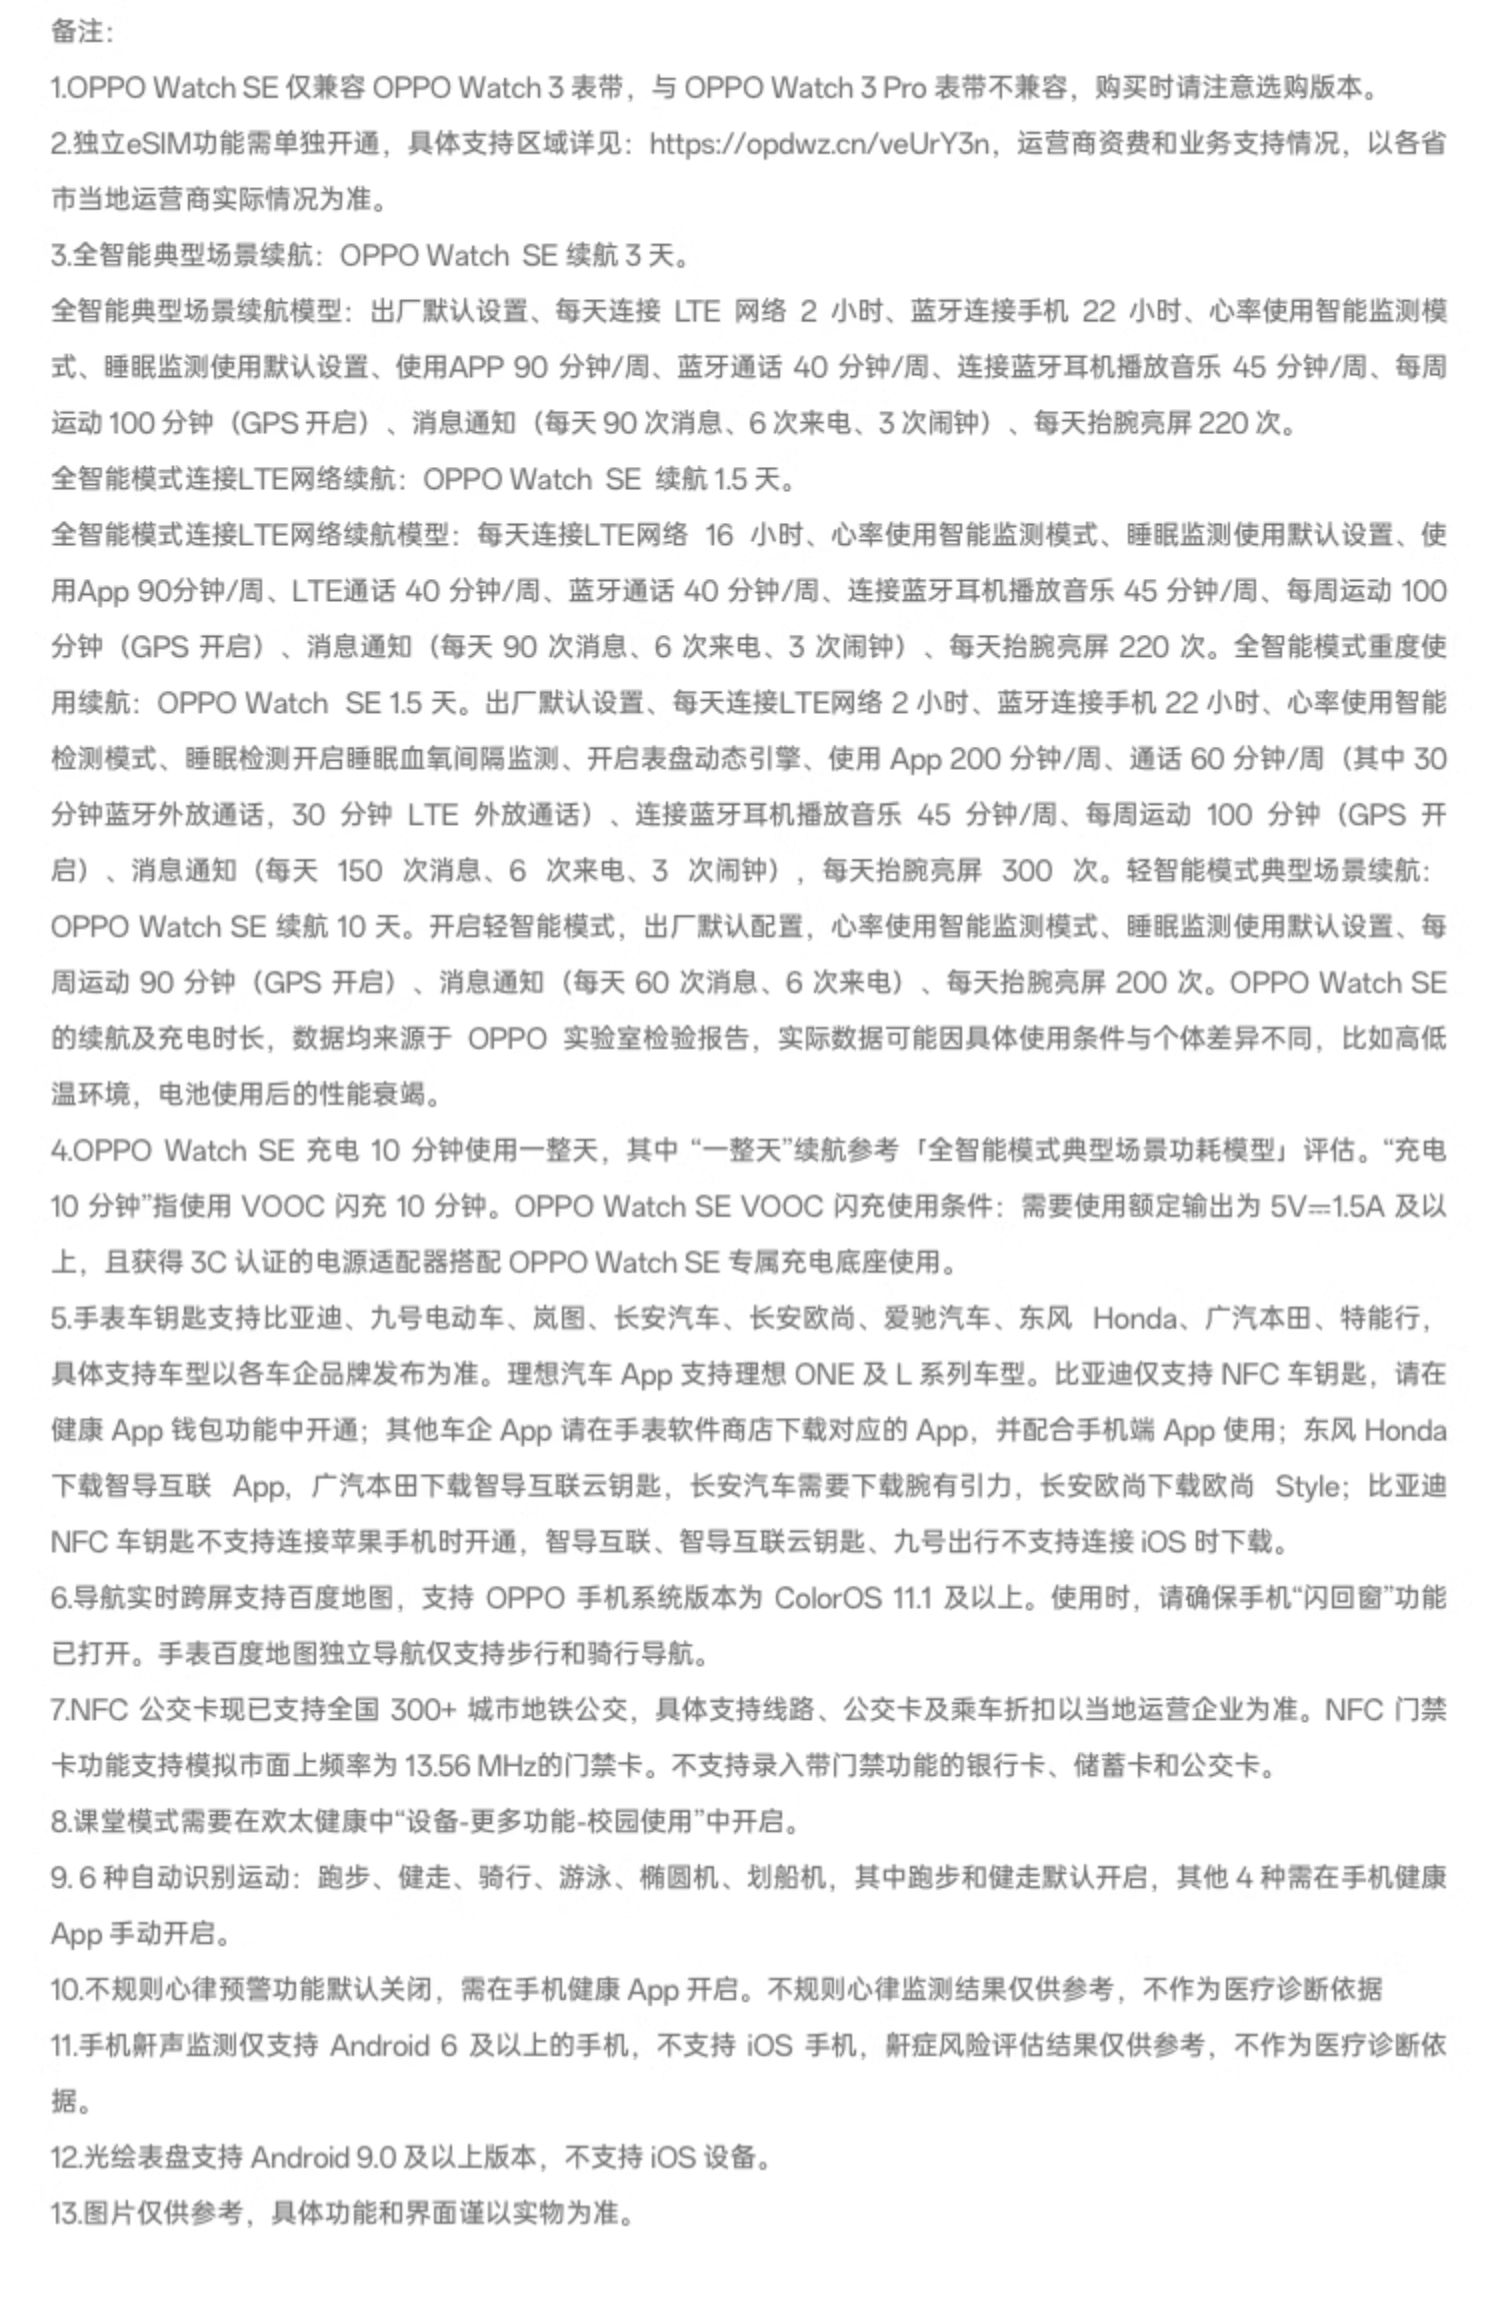 备注：
1.OPPO Watch SE 仅兼容 OPPO Watch 3 表带，与 OPPO Watch 3 Pro 表带不兼容，购买时请注意选购版本。
2.独立eSIM功能需单独开通，具体支持区域详见：https://opdwz.cn/veUrY3n，运营商资费和业务支持情况，以各省
市当地运营商实际情况为准。
3.全智能典型场景续航：OPPO Watch SE 续航 3 天。
全智能典型场景续航模型：出厂默认设置、每天连接 LTE 网络 2 小时、蓝牙连接手机 22 小时、心率使用智能监测模
式、睡眠监测使用默认设置、使用APP 90 分钟/周、蓝牙通话 40 分钟/周、连接蓝牙耳机播放音乐 45 分钟/周、每周
运动 100 分钟（GPS 开启）、消息通知（每天 90 次消息、6 次来电、3 次闹钟）、每天抬腕亮屏 220 次。
全智能模式连接LTE网络续航：OPPO Watch SE 续航 1.5 天。
全智能模式连接LTE网络续航模型：每天连接LTE网络 16 小时、心率使用智能监测模式、睡眠监测使用默认设置、使
用App 90分钟/周、LTE通话 40 分钟/周、蓝牙通话 40 分钟/周、连接蓝牙耳机播放音乐 45 分钟/周、每周运动 100
分钟（GPS 开启）、消息通知（每天 90 次消息、6 次来电、3 次闹钟）、每天抬腕亮屏 220 次。全智能模式重度使
用续航：OPPO Watch SE 1.5 天。出厂默认设置、每天连接LTE网络 2 小时、蓝牙连接手机 22 小时、心率使用智能
检测模式、睡眠检测开启睡眠血氧间隔监测、开启表盘动态引擎、使用 App 200 分钟/周、通话 60 分钟/周（其中 30
分钟蓝牙外放通话，30 分钟 LTE 外放通话）、连接蓝牙耳机播放音乐 45 分钟/周、每周运动 100 分钟（GPS 开
启）、消息通知（每天 150 次消息、6 次来电、3 次闹钟），每天抬腕亮屏 300 次。轻智能模式典型场景续航：
OPPO Watch SE 续航 10 天。开启轻智能模式，出厂默认配置，心率使用智能监测模式、睡眠监测使用默认设置、每
周运动 90 分钟（GPS 开启）、消息通知（每天 60 次消息、6 次来电）、每天抬腕亮屏 200 次。OPPO Watch SE
的续航及充电时长，数据均来源于 OPPO 实验室检验报告，实际数据可能因具体使用条件与个体差异不同，比如高低
温环境，电池使用后的性能衰竭。
4.OPPO Watch SE 充电 10 分钟使用一整天，其中 “一整天”续航参考「全智能模式典型场景功耗模型」评估。“充电
10 分钟”指使用 VOOC 闪充 10 分钟。OPPO Watch SE VOOC 闪充使用条件：需要使用额定输出为 5V⎓1.5A 及以
上，且获得 3C 认证的电源适配器搭配 OPPO Watch SE 专属充电底座使用。
5.手表车钥匙支持比亚迪、九号电动车、岚图、长安汽车、长安欧尚、爱驰汽车、东风 Honda、广汽本田、特能行，
具体支持车型以各车企品牌发布为准。理想汽车 App 支持理想 ONE 及 L 系列车型。比亚迪仅支持 NFC 车钥匙，请在
健康 App 钱包功能中开通；其他车企 App 请在手表软件商店下载对应的 App，并配合手机端 App 使用；东风 Honda
下载智导互联 App，广汽本田下载智导互联云钥匙，长安汽车需要下载腕有引力，长安欧尚下载欧尚 Style；比亚迪
NFC 车钥匙不支持连接苹果手机时开通，智导互联、智导互联云钥匙、九号出行不支持连接 iOS 时下载。
6.导航实时跨屏支持百度地图，支持 OPPO 手机系统版本为 ColorOS 11.1 及以上。使用时，请确保手机“闪回窗”功能
已打开。手表百度地图独立导航仅支持步行和骑行导航。
7.NFC 公交卡现已支持全国 300+ 城市地铁公交，具体支持线路、公交卡及乘车折扣以当地运营企业为准。NFC 门禁
卡功能支持模拟市面上频率为 13.56 MHz的门禁卡。不支持录入带门禁功能的银行卡、储蓄卡和公交卡。
8.课堂模式需要在欢太健康中“设备-更多功能-校园使用”中开启。
9. 6 种自动识别运动：跑步、健走、骑行、游泳、椭圆机、划船机，其中跑步和健走默认开启，其他 4 种需在手机健康
App 手动开启。
10.不规则心律预警功能默认关闭，需在手机健康 App 开启。不规则心律监测结果仅供参考，不作为医疗诊断依据
11.手机鼾声监测仅支持 Android 6 及以上的手机，不支持 iOS 手机，鼾症风险评估结果仅供参考，不作为医疗诊断依
据。
12.光绘表盘支持 Android 9.0 及以上版本，不支持 iOS 设备。
13.图片仅供参考，具体功能和界面谨以实物为准。